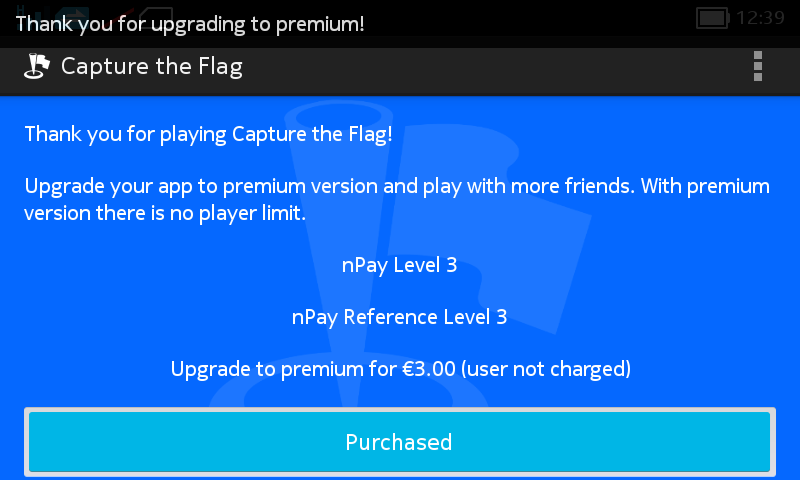 Thank you for upgrading to premium!
12:39
Capture the Flag
Thank you for playing Capture the Flag!
Upgrade your app to premium version and play with more friends. With premium
version there is no player limit.
nPay Level 3
nPay Reference Level 3
Upgrade to premium for €3.00 (user not charged)
Purchased